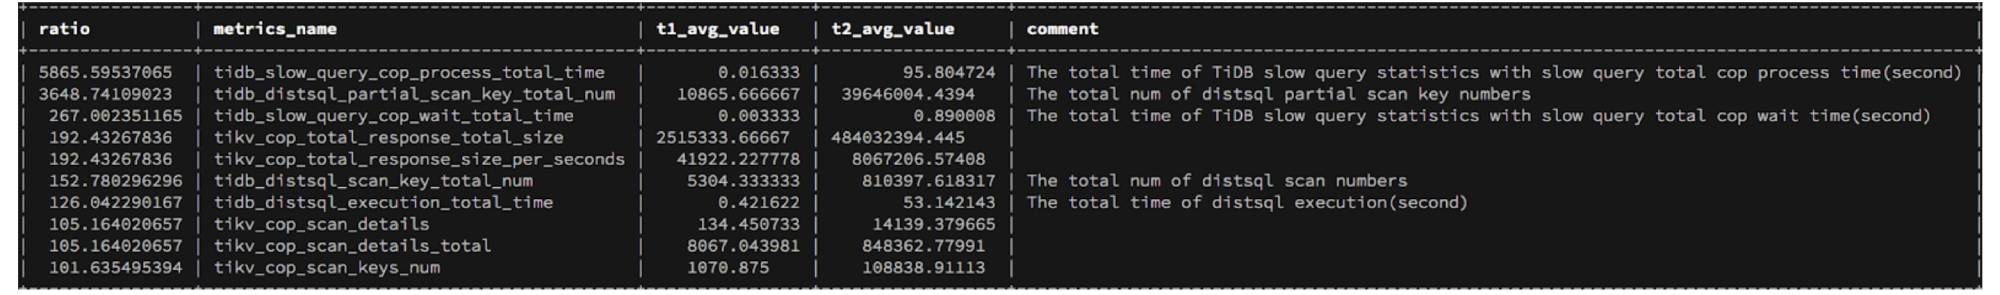 ratio | metrics_name | t1_avg_value | t2_avg_value | comment
5865.59537065 | tidb_slow_query_cop_process_total_time | 0.016333 | 95.804724 | The total time of TiDB slow query statistics with slow query total cop process time(second) |
3648.74109023 | tidb_distsql_partial_scan_key_total_num | 10865.666667 | 39646004.4394 | The total num of distsql partial scan key numbers
267.002351165 | tidb_slow_query_cop_wait_total_time | 0.003333 | 0.890008 | The total time of TiDB slow query statistics with slow query total cop wait time(second)
192.43267836 | tikv_cop_total_response_total_size | 2515333.66667 | 484032394.445 |
192.43267836 | tikv_cop_total_response_size_per_seconds | 41922.227778 | 8067206.57408 |
152.780296296 | tidb_distsql_scan_key_total_num | 5304.333333 | 810397.618317 | The total num of distsql scan numbers
126.042290167 | tidb_distsql_execution_total_time | 0.421622 | 53.142143 | The total time of distsql execution(second)
105.164020657 | tikv_cop_scan_details | 134.450733 | 14139.379665 |
105.164020657 | tikv_cop_scan_details_total | 8067.043981 | 848362.77991 |
101.635495394 | tikv_cop_scan_keys_num | 1070.875 | 108838.91113 |